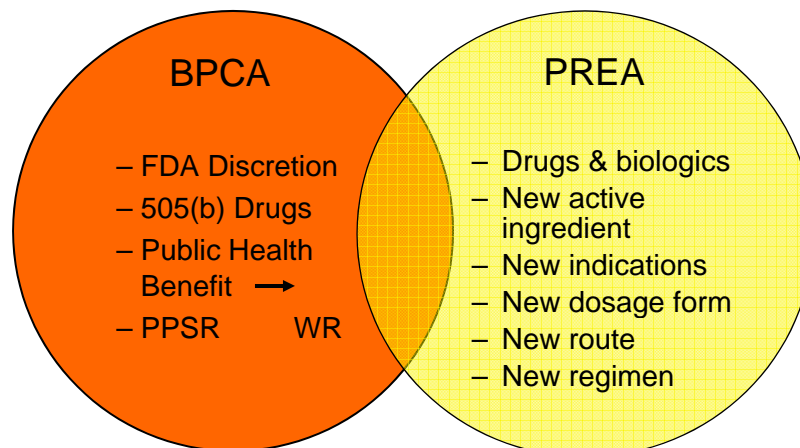 BPCA
– FDA Discretion
– 505(b) Drugs
– Public Health
Benefit →
– PPSR WR
PREA
– Drugs & biologics
– New active
ingredient
– New indications
– New dosage form
– New route
– New regimen